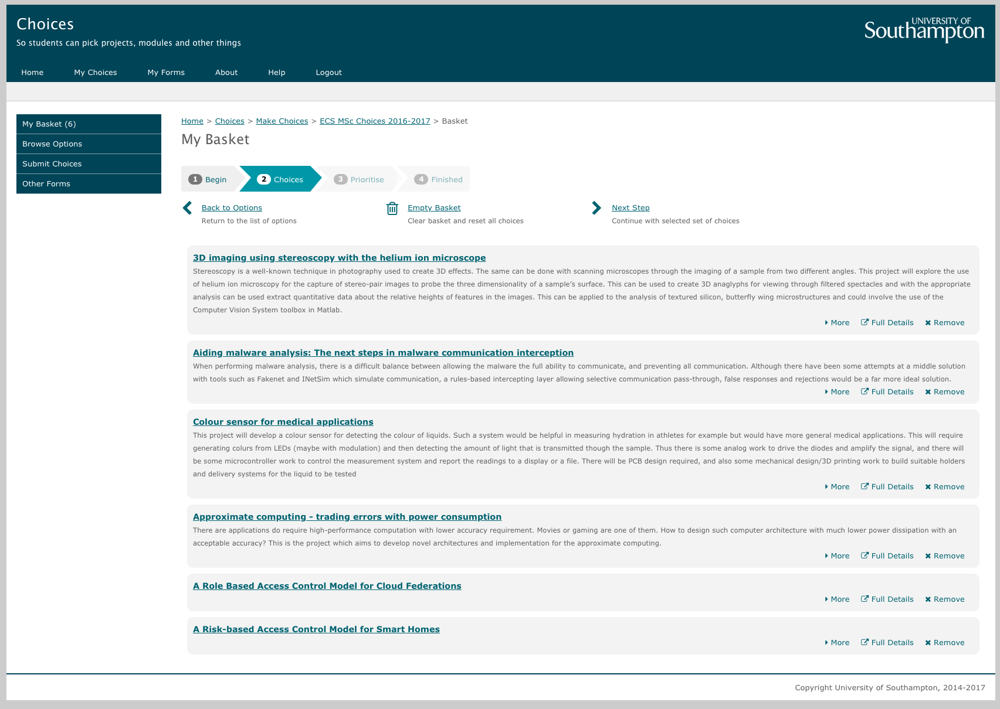 Choices
So students can pick projects, modules and other things
UNIVERSITY OF
Southampton
Home
My Choices
My Forms
About
Help
Logout
My Basket (6)
Browse Options
Submit Choices
Other Forms
Home > Choices > Make Choices > ECS MSc Choices 2016-2017 > Basket
My Basket
1 Begin
2 Choices
3 Prioritise
4 Finished
Back to Options
Return to the list of options
Empty Basket
Clear basket and reset all choices
Next Step
Continue with selected set of choices
3D imaging using stereoscopy with the helium ion microscope
Stereoscopy is a well-known technique in photography used to create 3D effects. The same can be done with scanning microscopes through the imaging of a sample from two different angles. This project will explore the use
of helium ion microscopy for the capture of stereo-pair images to probe the three dimensionality of a sample’s surface. This can be used to create 3D anaglyphs for viewing through filtered spectacles and with the appropriate
analysis can be used extract quantitative data about the relative heights of features in the images. This can be applied to the analysis of textured silicon, butterfly wing microstructures and could involve the use of the
Computer Vision System toolbox in Matlab.
More Full Details Remove
Aiding malware analysis: The next steps in malware communication interception
When performing malware analysis, there is a difficult balance between allowing the malware the full ability to communicate, and preventing all communication. Although there have been some attempts at a middle solution
with tools such as Fakenet and INetSim which simulate communication, a rules-based intercepting layer allowing selective communication pass-through, false responses and rejections would be a far more ideal solution.
More Full Details Remove
Colour sensor for medical applications
This project will develop a colour sensor for detecting the colour of liquids. Such a system would be helpful in measuring hydration in athletes for example but would have more general medical applications. This will require
generating colurs from LEDs (maybe with modulation) and then detecting the amount of light that is transmitted though the sample. Thus there is some analog work to drive the diodes and amplify the signal, and there will
be some microcontroller work to control the measurement system and report the readings to a display or a file. There will be PCB design required, and also some mechanical design/3D printing work to build suitable holders
and delivery systems for the liquid to be tested
More Full Details Remove
Approximate computing - trading errors with power consumption
There are applications do require high-performance computation with lower accuracy requirement. Movies or gaming are one of them. How to design such computer architecture with much lower power dissipation with an
acceptable accuracy? This is the project which aims to develop novel architectures and implementation for the approximate computing.
More Full Details Remove
A Role Based Access Control Model for Cloud Federations
More Full Details Remove
A Risk-based Access Control Model for Smart Homes
More Full Details Remove
Copyright University of Southampton, 2014-2017